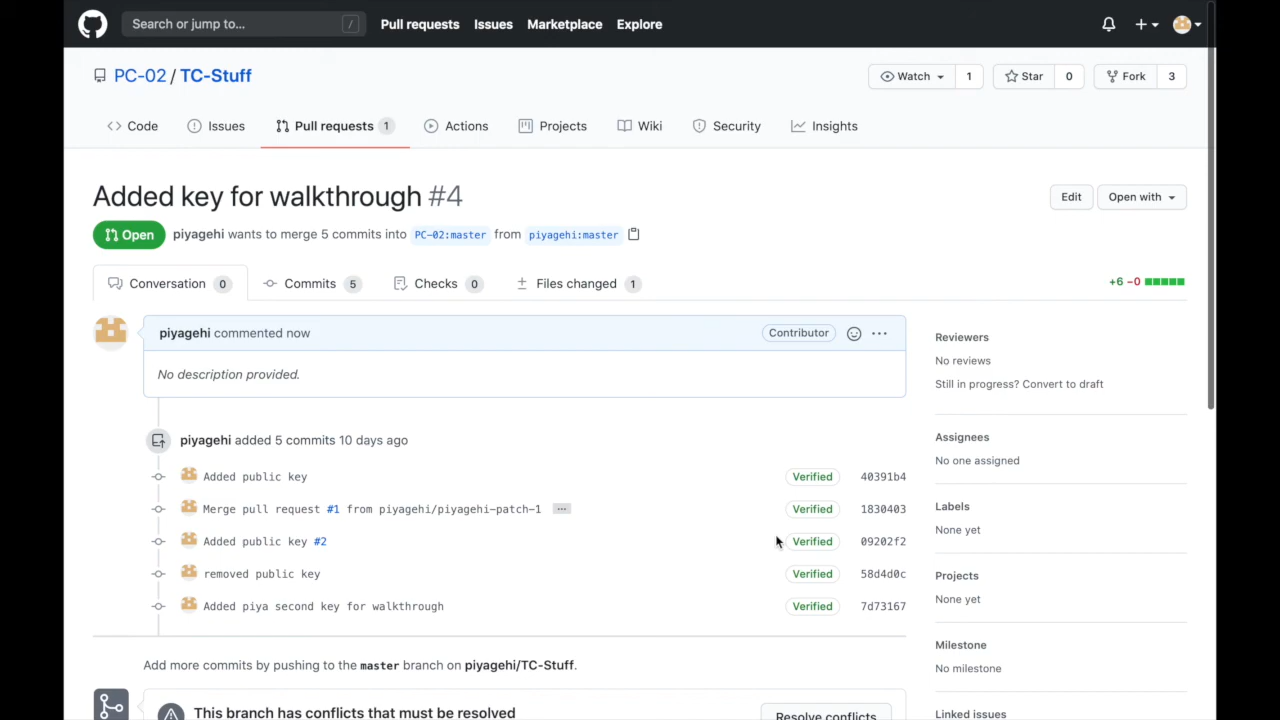 Search or jump to... / Pull requests Issues Marketplace Explore
PC-02 / TC-Stuff Watch 1 Star 0 Fork 3
Code Issues Pull requests 1 Actions Projects Wiki Security Insights
Added key for walkthrough #4 Edit Open with
Open piyagehi wants to merge 5 commits into PC-02:master from piyagehi:master
Conversation 0 Commits 5 Checks 0 Files changed 1 +6 −0
piyagehi commented now Contributor ...
No description provided.
piyagehi added 5 commits 10 days ago
Added public key Verified 40391b4
Merge pull request #1 from piyagehi/piyagehi-patch-1 ... Verified 1830403
Added public key #2 Verified 09202f2
removed public key Verified 58d4d0c
Added piya second key for walkthrough Verified 7d73167
Add more commits by pushing to the master branch on piyagehi/TC-Stuff.
This branch has conflicts that must be resolved Resolve conflicts
Reviewers
No reviews
Still in progress? Convert to draft
Assignees
No one assigned
Labels
None yet
Projects
None yet
Milestone
No milestone
Linked issues